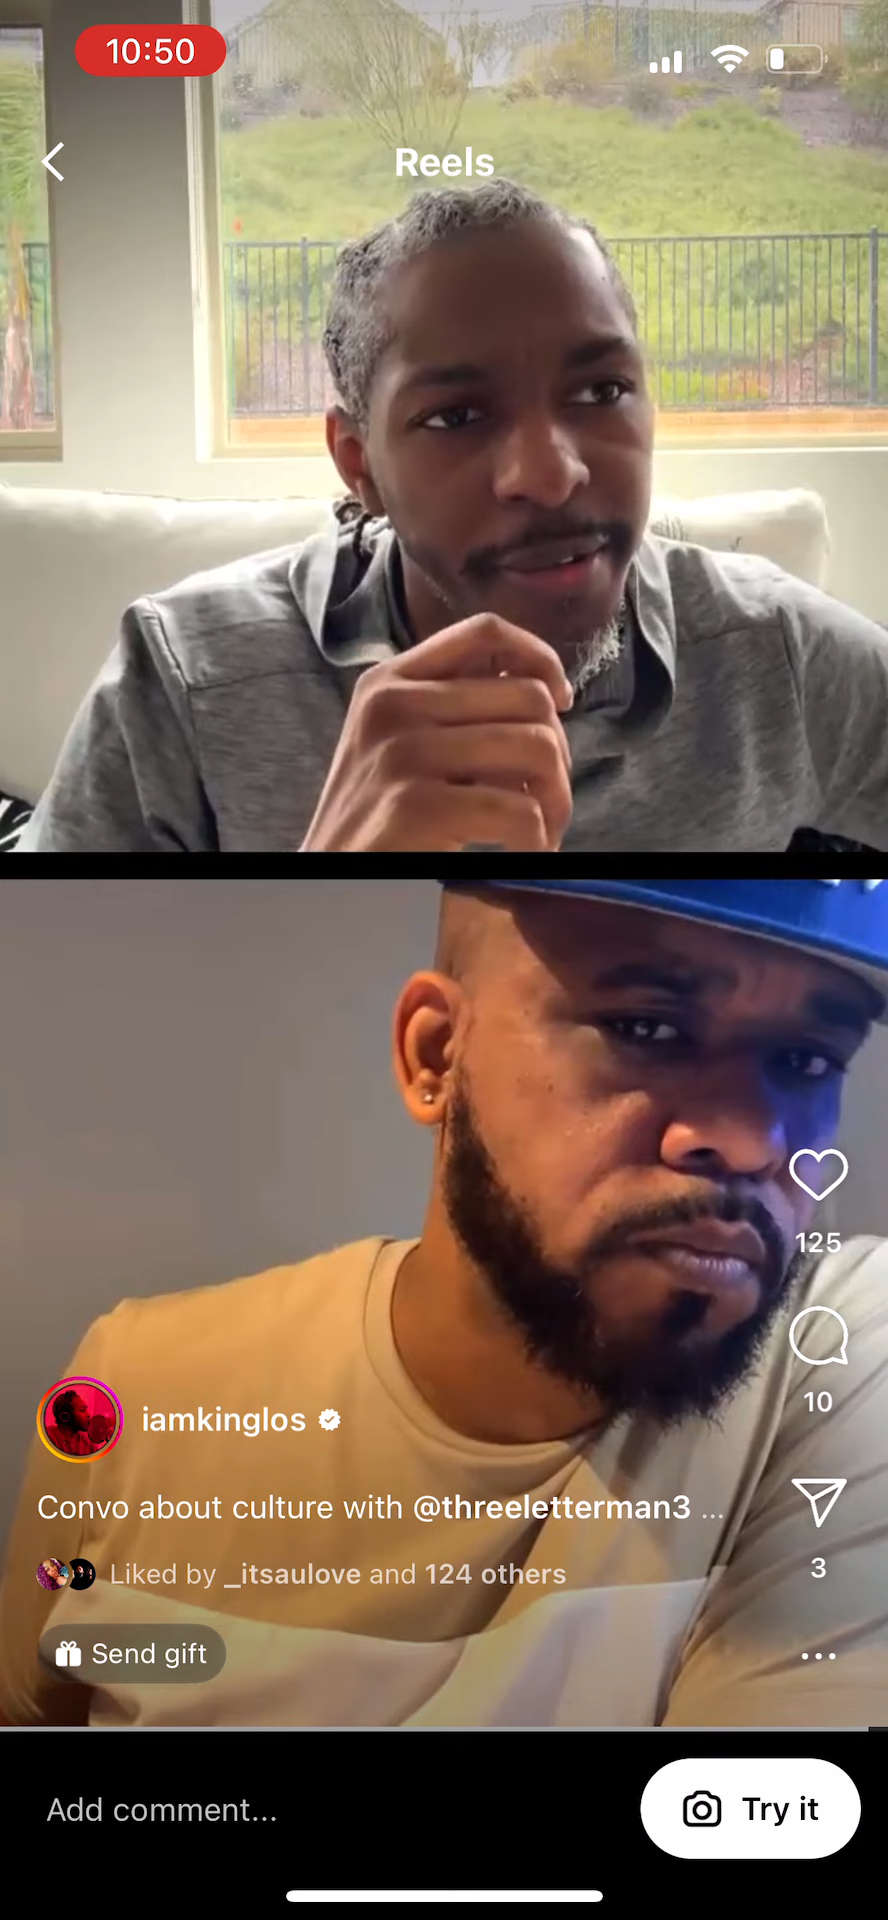 10:50
Reels
125
10
iamkinglos
Convo about culture with @threeletterman3 ...
Liked by _itsaulove and 124 others
3
Send gift
Add comment...
Try it